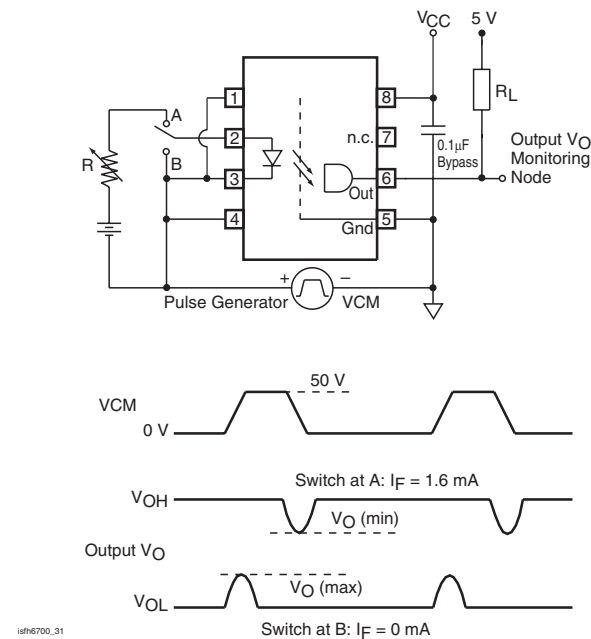 VCC 5 V
A
R
B
1
2
3
4
8
n.c. 7
6
Out
5
Gnd
0.1μF
Bypass
RL
Output VO
Monitoring
Node
+ –
Pulse Generator VCM
VCM
50 V
0 V
Switch at A: IF = 1.6 mA
VOH
VO (min)
Output VO
VO (max)
VOL
Switch at B: IF = 0 mA
isfh6700_31